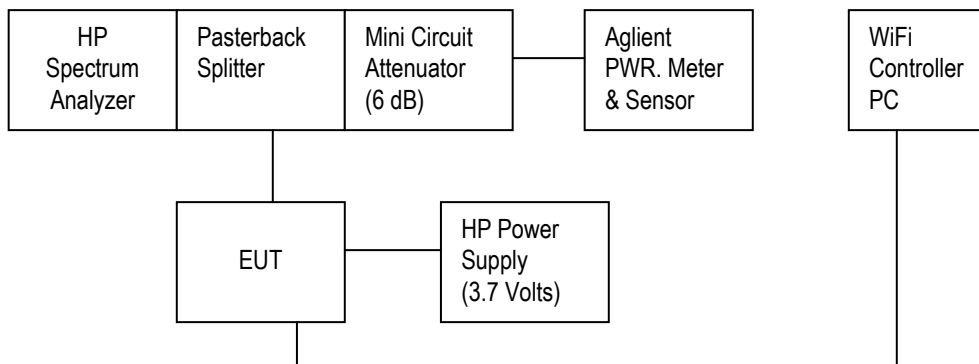 HP
Spectrum
Analyzer
Pasterback
Splitter
Mini Circuit
Attenuator
(6 dB)
Aglient
PWR. Meter
& Sensor
WiFi
Controller
PC
EUT
HP Power
Supply
(3.7 Volts)